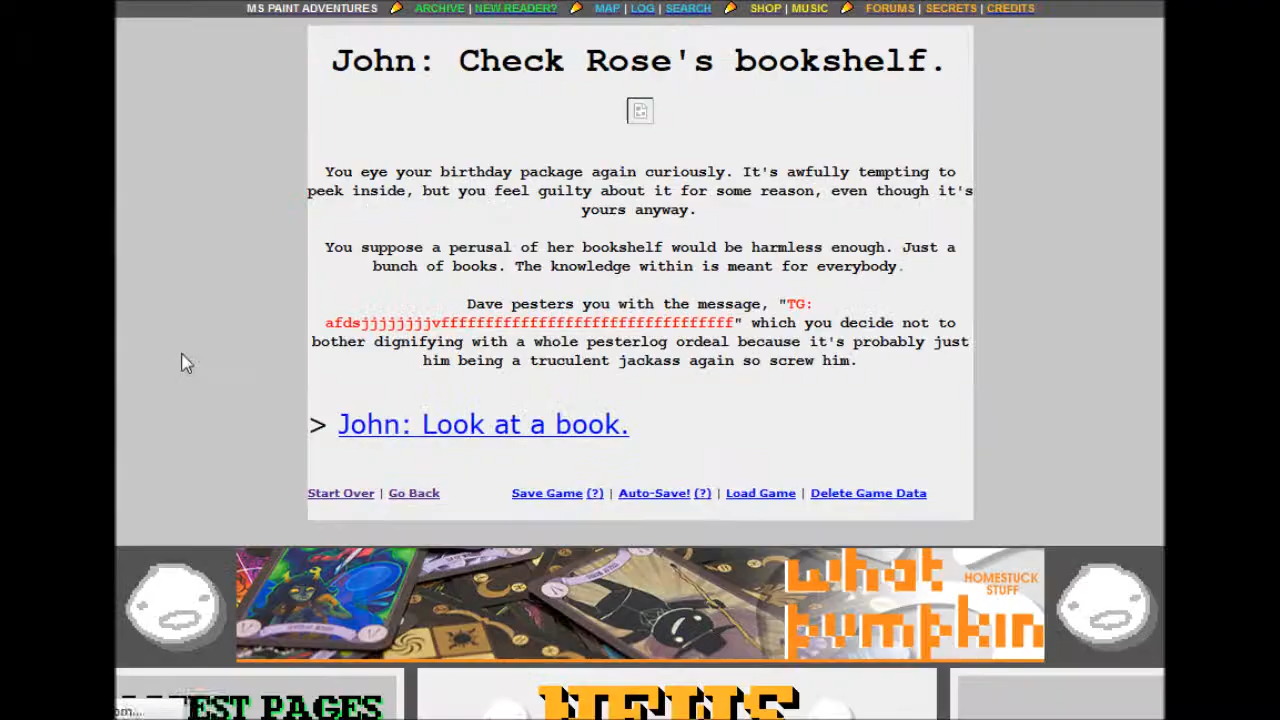 MS PAINT ADVENTURES ARCHIVE | NEW READER? MAP | LOG | SEARCH SHOP | MUSIC FORUMS | SECRETS | CREDITS
John: Check Rose's bookshelf.
You eye your birthday package again curiously. It's awfully tempting to
peek inside, but you feel guilty about it for some reason, even though it's
yours anyway.
You suppose a perusal of her bookshelf would be harmless enough. Just a
bunch of books. The knowledge within is meant for everybody.
Dave pesters you with the message, "TG:
afdsjjjjjjjjvfffffffffffffffffffffffffffffffff" which you decide not to
bother dignifying with a whole pesterlog ordeal because it's probably just
him being a truculent jackass again so screw him.
> John: Look at a book.
Start Over | Go Back Save Game (?) | Auto-Save! (?) | Load Game | Delete Game Data
what
pumpkin
HOMESTUCK
STUFF
EST PAGES
NEWS